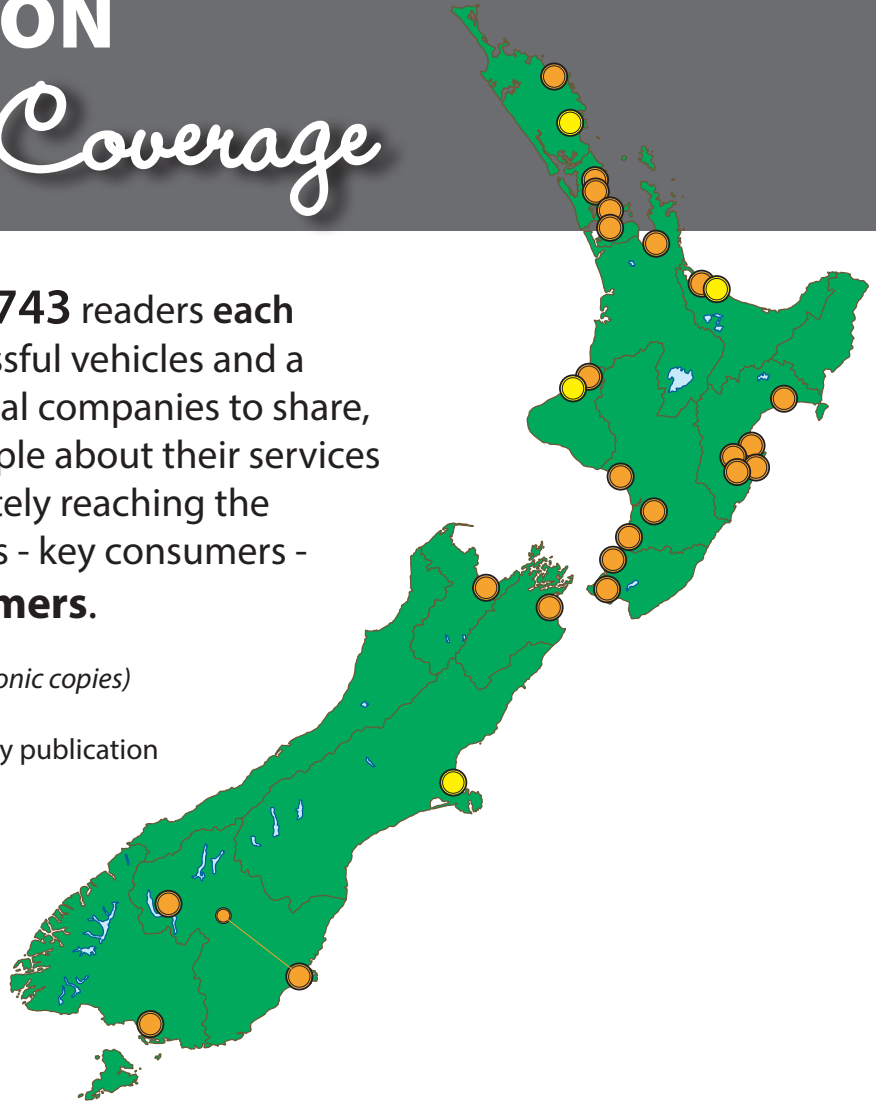 ON
Coverage
743 readers each
ssful vehicles and a
al companies to share,
ple about their services
tely reaching the
s - key consumers -
mers.
onic copies)
y publication